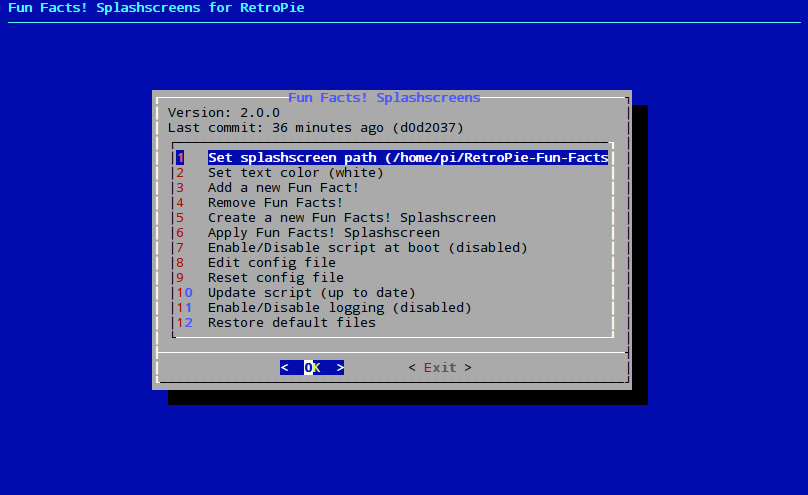 Fun Facts! Splashscreens for RetroPie
Fun Facts! Splashscreens
Version: 2.0.0
Last commit: 36 minutes ago (d0d2037)
1 Set splashscreen path (/home/pi/RetroPie-Fun-Facts
2 Set text color (white)
3 Add a new Fun Fact!
4 Remove Fun Facts!
5 Create a new Fun Facts! Splashscreen
6 Apply Fun Facts! Splashscreen
7 Enable/Disable script at boot (disabled)
8 Edit config file
9 Reset config file
10 Update script (up to date)
11 Enable/Disable logging (disabled)
12 Restore default files
< OK > < Exit >